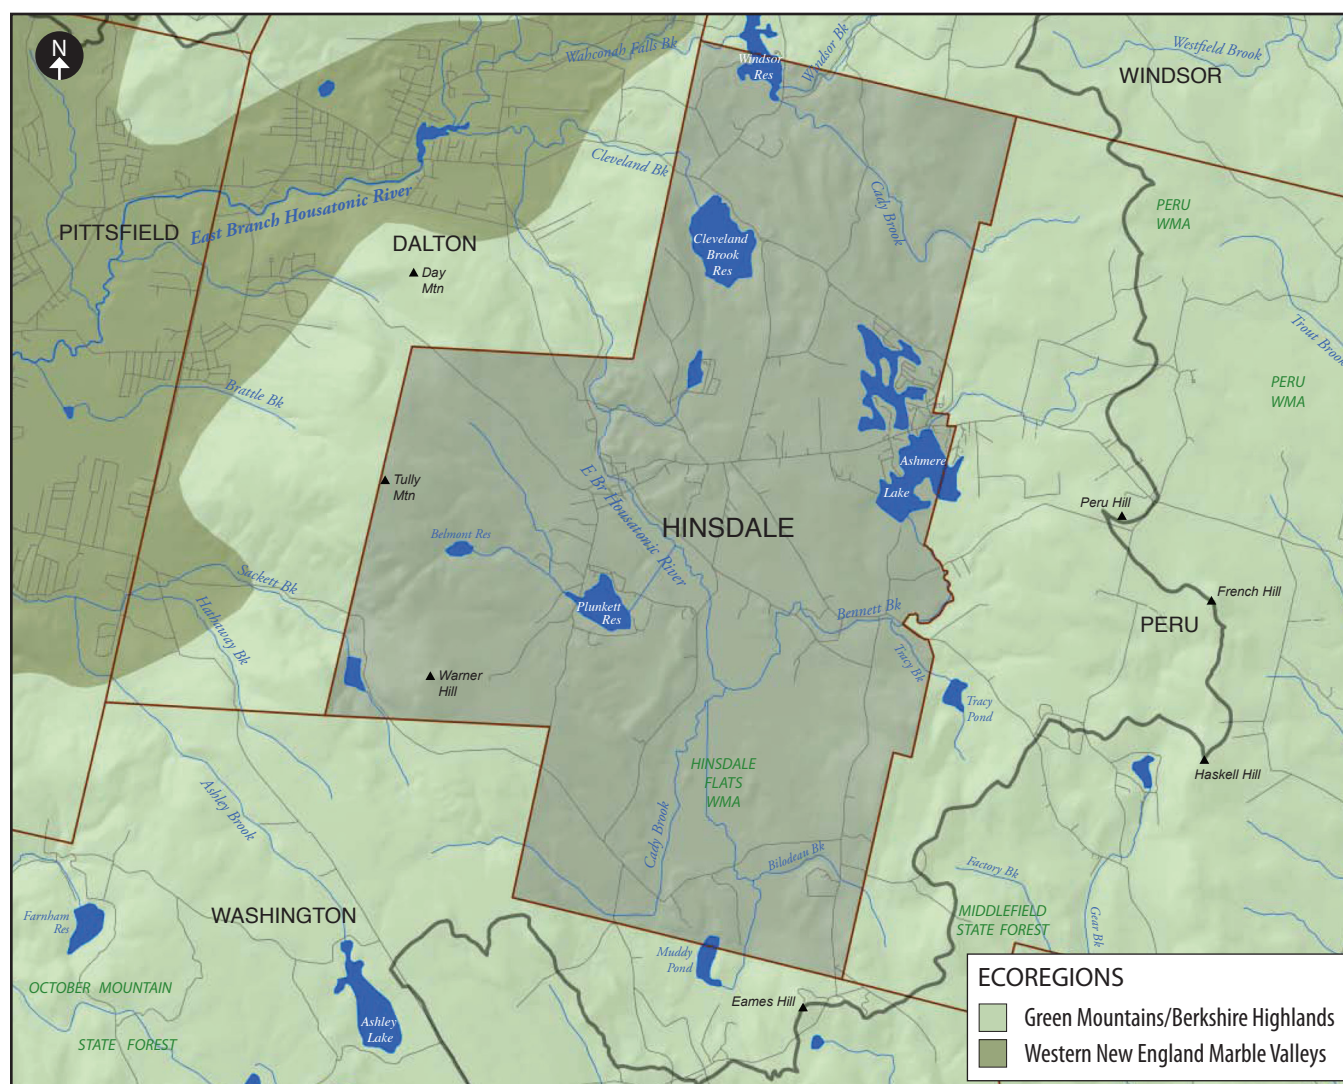 N
Wahconah Falls Bk
Windsor
Res
Windsor Bk
Westfield Brook
WINDSOR
Cleveland Bk
East Branch Housatonic River
PITTSFIELD
DALTON
Day
Mtn
Cady Brook
PERU
WMA
Cleveland
Brook
Res
Trout Brook
PERU
WMA
Brattle Bk
Tully
Mtn
Ashmere
Lake
E Br Housatonic River
HINSDALE
Peru Hill
Belmont Res
Sackett Bk
Hathaway Bk
Plunkett
Res
Bennett Bk
French Hill
PERU
Tracy Bk
Warner
Hill
Tracy
Pond
HINSDALE
FLATS
WMA
Haskell Hill
Ashley Brook
Cady Brook
Bilodeau Bk
Factory Bk
Farnham
Res
WASHINGTON
MIDDLEFIELD
STATE FOREST
Gear Bk
Muddy
Pond
OCTOBER MOUNTAIN
STATE FOREST
Eames Hill
Ashley
Lake
ECOREGIONS
Green Mountains/Berkshire Highlands
Western New England Marble Valleys